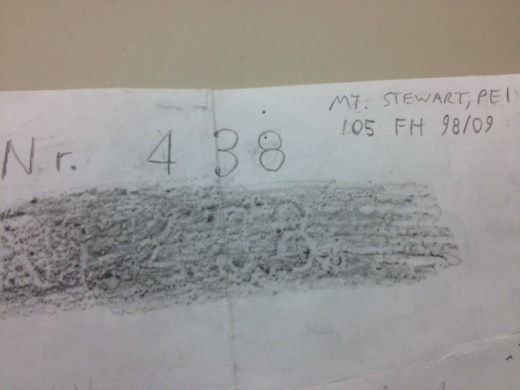 MT. STEWART, PEI
105 FH 98/09
Nr. 438